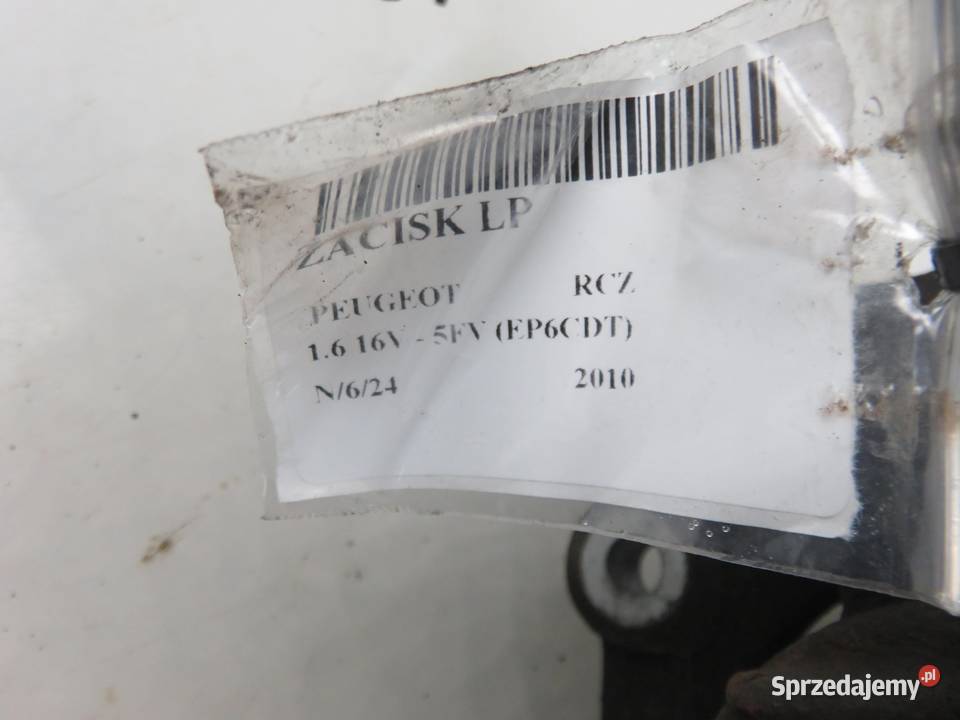 ZACISK LP
PEUGEOT RCZ
1.6 16V - 5FV (EP6CDT)
N/6/24 2010
Sprzedajemy.pl